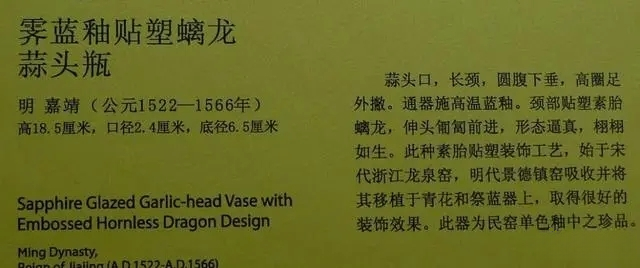 霁蓝釉贴塑螭龙
蒜头瓶
明 嘉靖（公元1522—1566年）
高18.5厘米，口径2.4厘米，底径6.5厘米
Sapphire Glazed Garlic-head Vase with
Embossed Hornless Dragon Design
Ming Dynasty,
Reign of Jiajing (A.D.1522-A.D.1566)
蒜头口，长颈，圆腹下垂，高圈足
外撇。通器施高温蓝釉。颈部贴塑素胎
螭龙，伸头匍匐前进，形态逼真，栩栩
如生。此种素胎贴塑装饰工艺，始于宋
代浙江龙泉窑，明代景德镇窑吸收并将
其移植于青花和祭蓝器上，取得很好的
装饰效果。此器为民窑单色釉中之珍品。